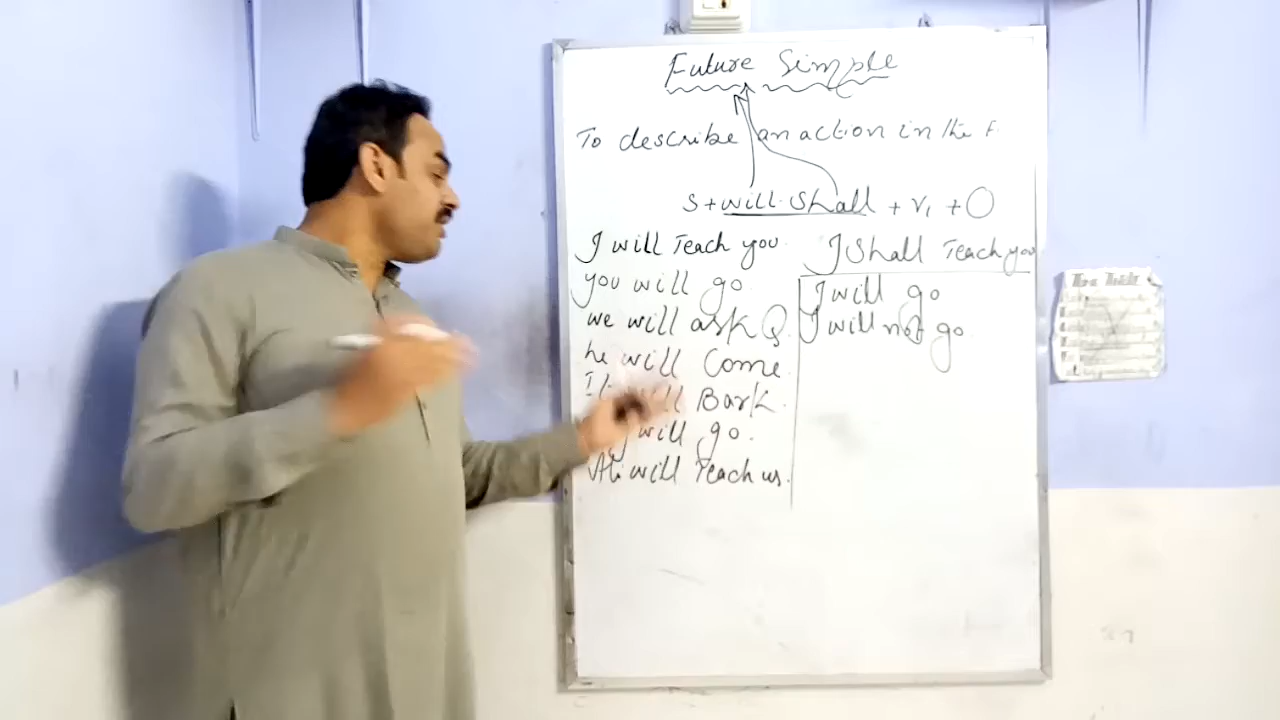 Future Simple
To describe an action in the F.
S + will . Shall + V1 + O
I will Teach you.
I Shall Teach you
you will go.
I will go
we will ask Q.
I will not go.
he will Come.
will Bark.
will go.
Ali will Teach us.